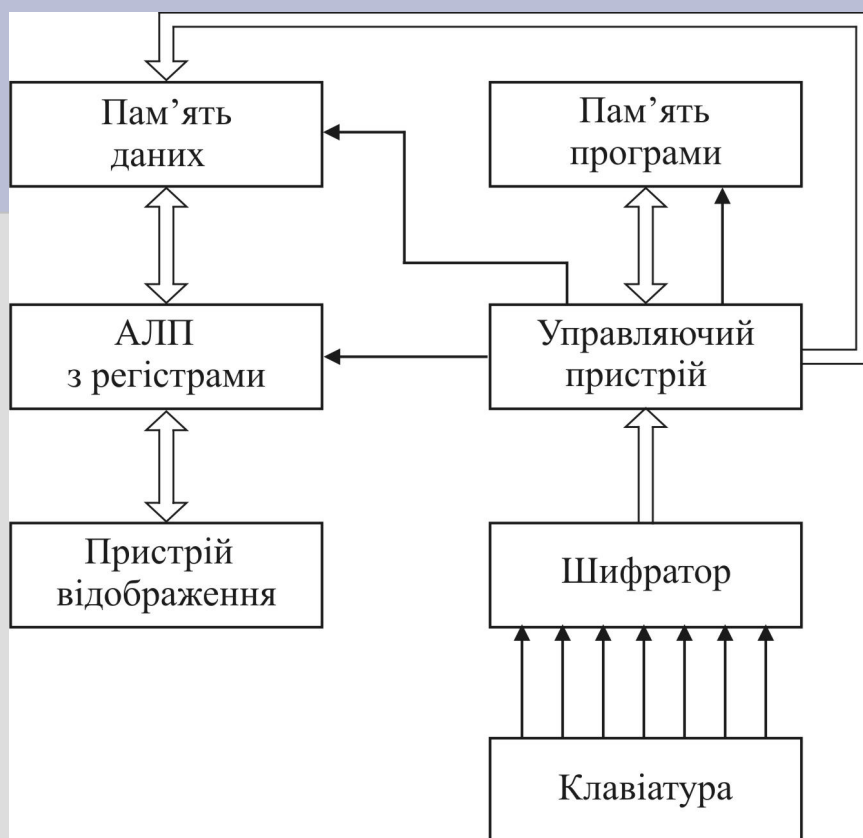 Пам’ять
даних
Пам’ять
програми
АЛП
з регістрами
Управляючий
пристрій
Пристрій
відображення
Шифратор
Клавіатура